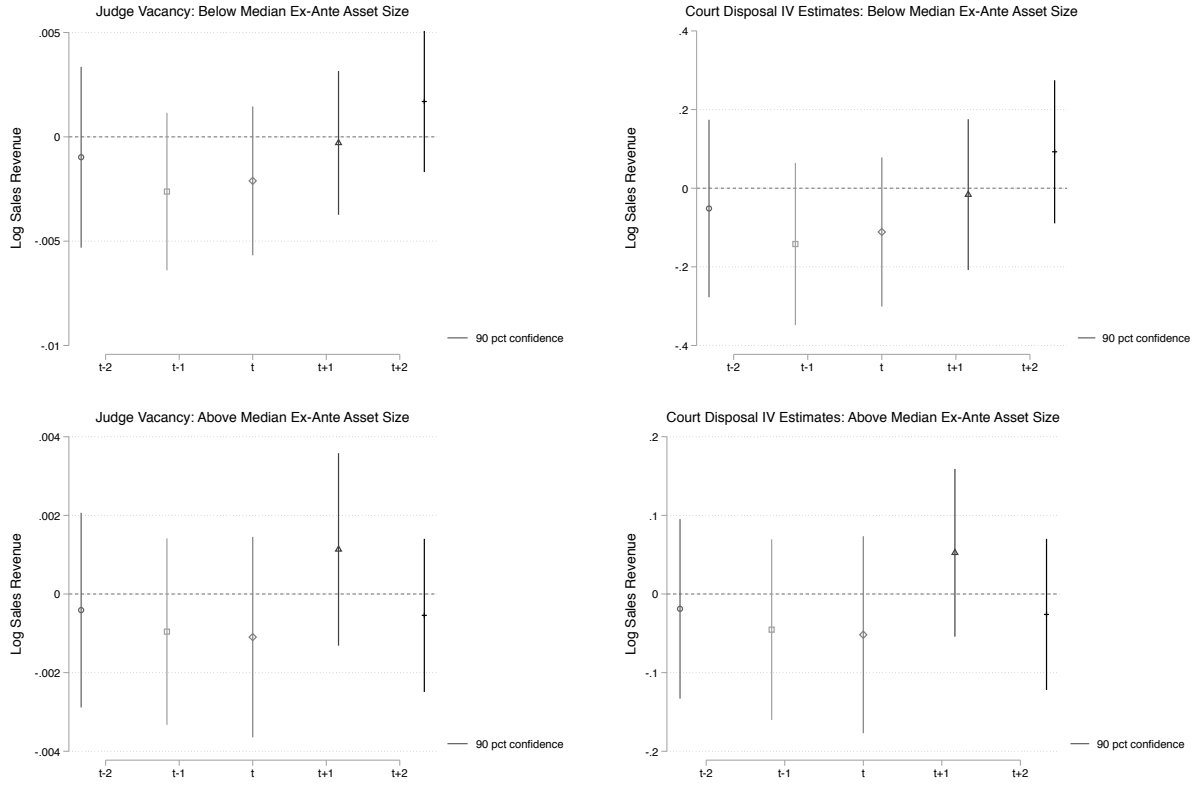 Judge Vacancy: Below Median Ex-Ante Asset Size
Log Sales Revenue
.005
0
-.005
-.01
t-2 t-1 t t+1 t+2
90 pct confidence
Court Disposal IV Estimates: Below Median Ex-Ante Asset Size
Log Sales Revenue
.4
.2
0
-.2
-.4
t-2 t-1 t t+1 t+2
90 pct confidence
Judge Vacancy: Above Median Ex-Ante Asset Size
Log Sales Revenue
.004
.002
0
-.002
-.004
t-2 t-1 t t+1 t+2
90 pct confidence
Court Disposal IV Estimates: Above Median Ex-Ante Asset Size
Log Sales Revenue
.2
.1
0
-.1
-.2
t-2 t-1 t t+1 t+2
90 pct confidence